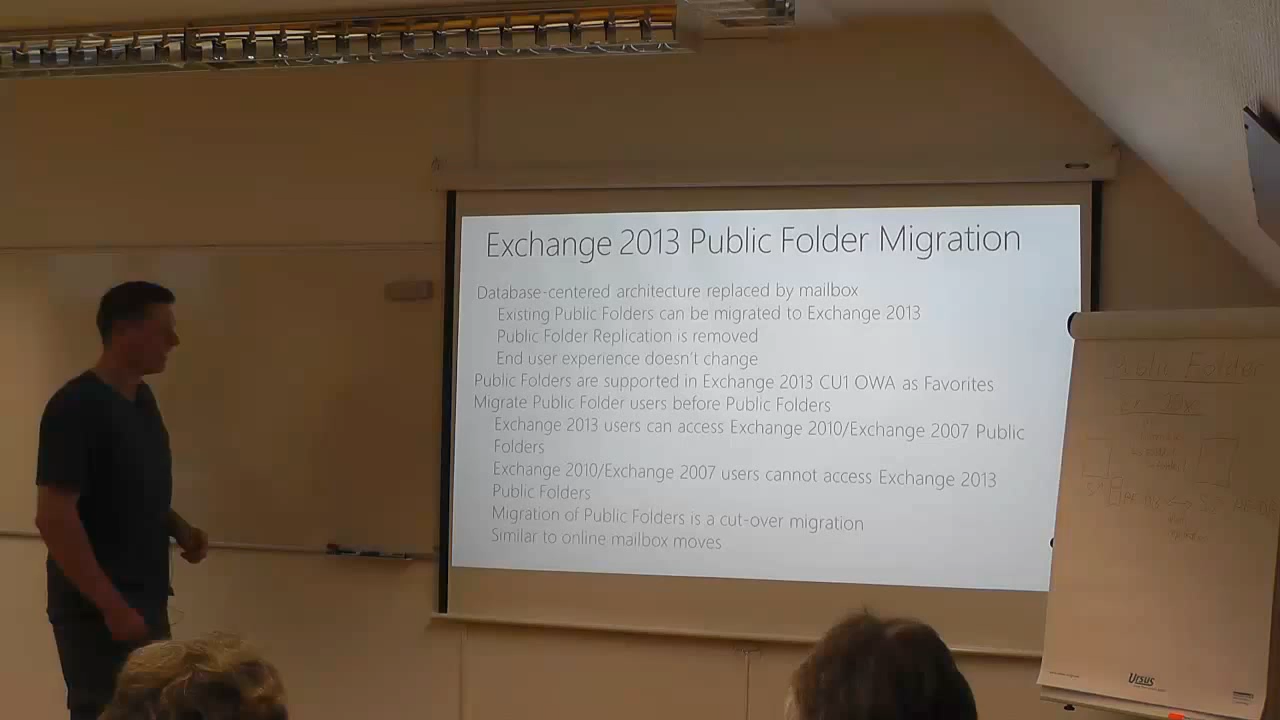 Exchange 2013 Public Folder Migration
Database-centered architecture replaced by mailbox
Existing Public Folders can be migrated to Exchange 2013
Public Folder Replication is removed
End user experience doesn't change
Public Folders are supported in Exchange 2013 CU1 OWA as Favorites
Migrate Public Folder users before Public Folders
Exchange 2013 users can access Exchange 2010/Exchange 2007 Public
Folders
Exchange 2010/Exchange 2007 users cannot access Exchange 2013
Public Folders
Migration of Public Folders is a cut-over migration
Similar to online mailbox moves
Public Folder
Ursus